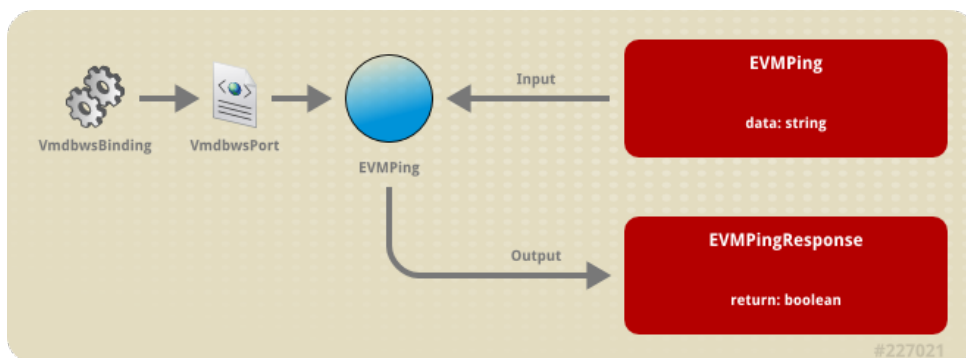 VmdbwsBinding
VmdbwsPort
EVMPing
Input
EVMPing
data: string
Output
EVMPingResponse
return: boolean
#227021